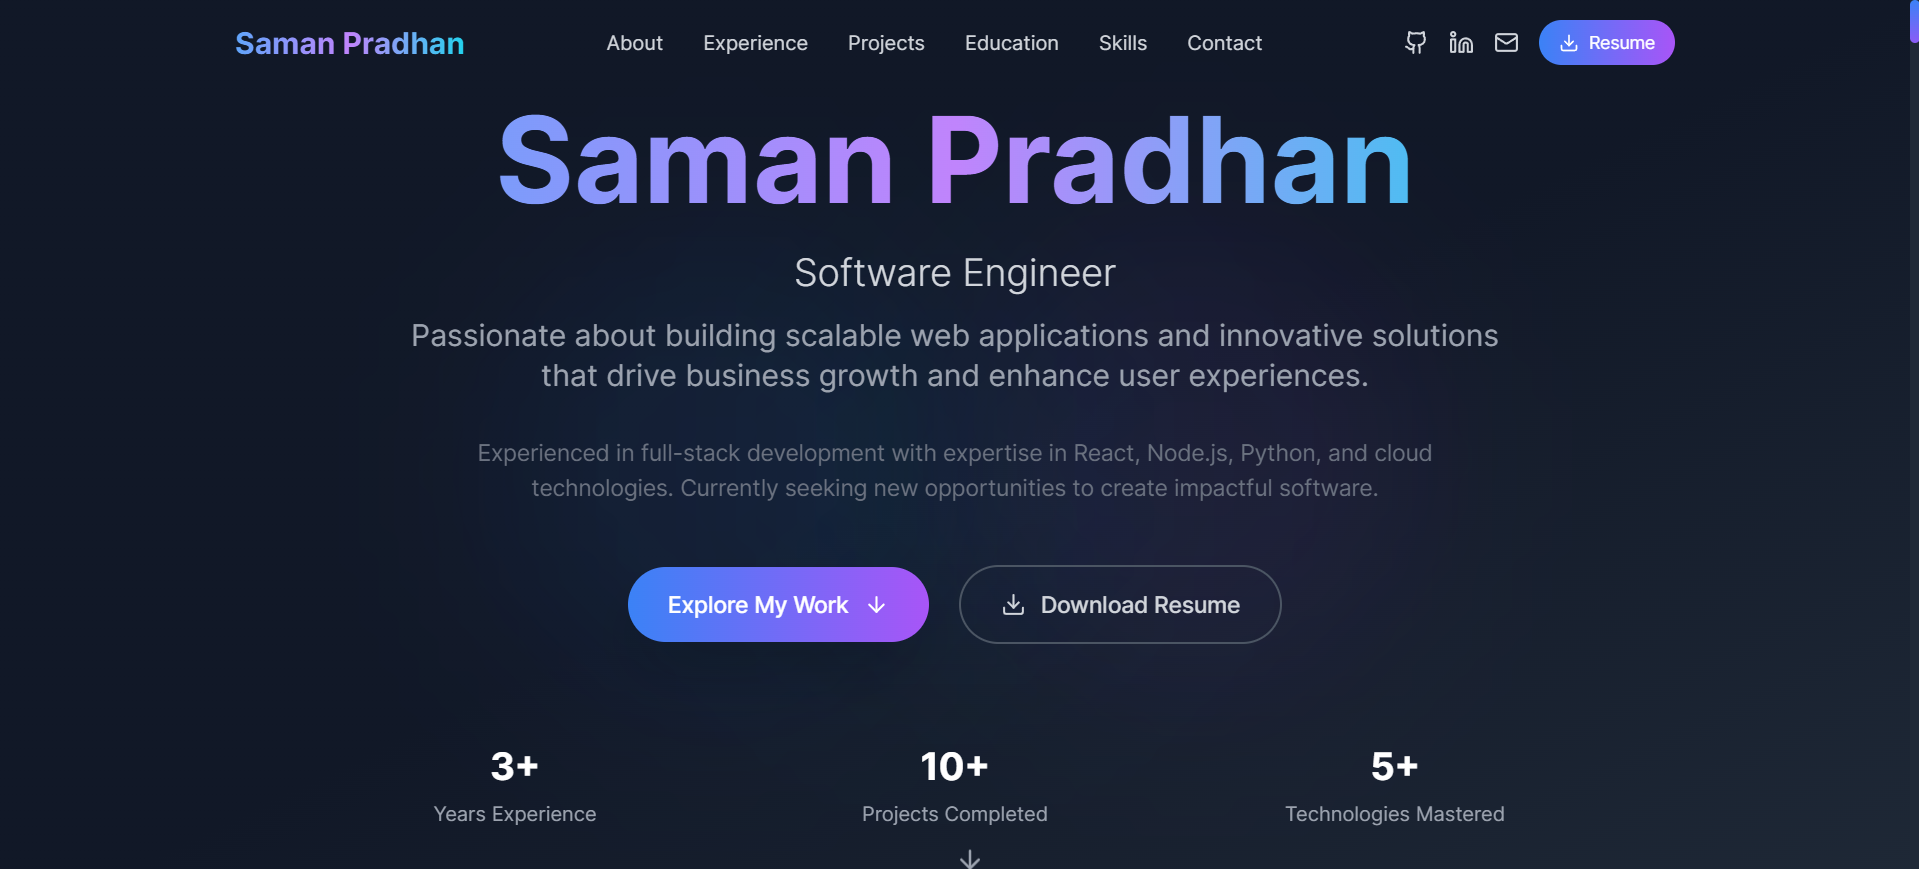 Saman Pradhan
About
Experience
Projects
Education
Skills
Contact
Resume
Saman Pradhan
Software Engineer
Passionate about building scalable web applications and innovative solutions
that drive business growth and enhance user experiences.
Experienced in full-stack development with expertise in React, Node.js, Python, and cloud
technologies. Currently seeking new opportunities to create impactful software.
Explore My Work
Download Resume
3+
Years Experience
10+
Projects Completed
5+
Technologies Mastered